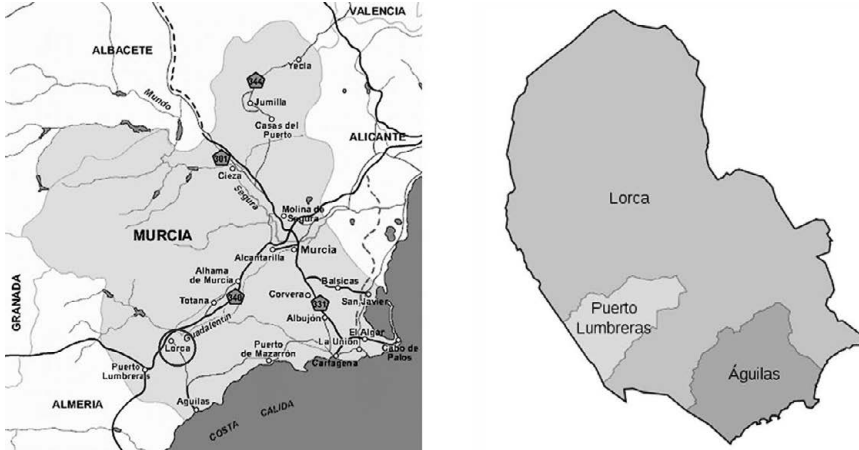 VALENCIA
ALBACETE
Yecla
344
Mundo
Jumilla
Casas del
Puerto
ALICANTE
301
Cieza
Segura
Molina de
Segura
MURCIA
Murcia
Alcantarilla
GRANADA
Alhama
de Murcia
Balsicas
340
Totana
Corvera
331
San Javier
Guadalentín
Albujón
Lorca
El Algar
La Unión
Puerto
de Mazarrón
Cabo de
Palos
Cartagena
Puerto
Lumbreras
ALMERIA
Aguilas
COSTA CÁLIDA
Lorca
Puerto
Lumbreras
Águilas